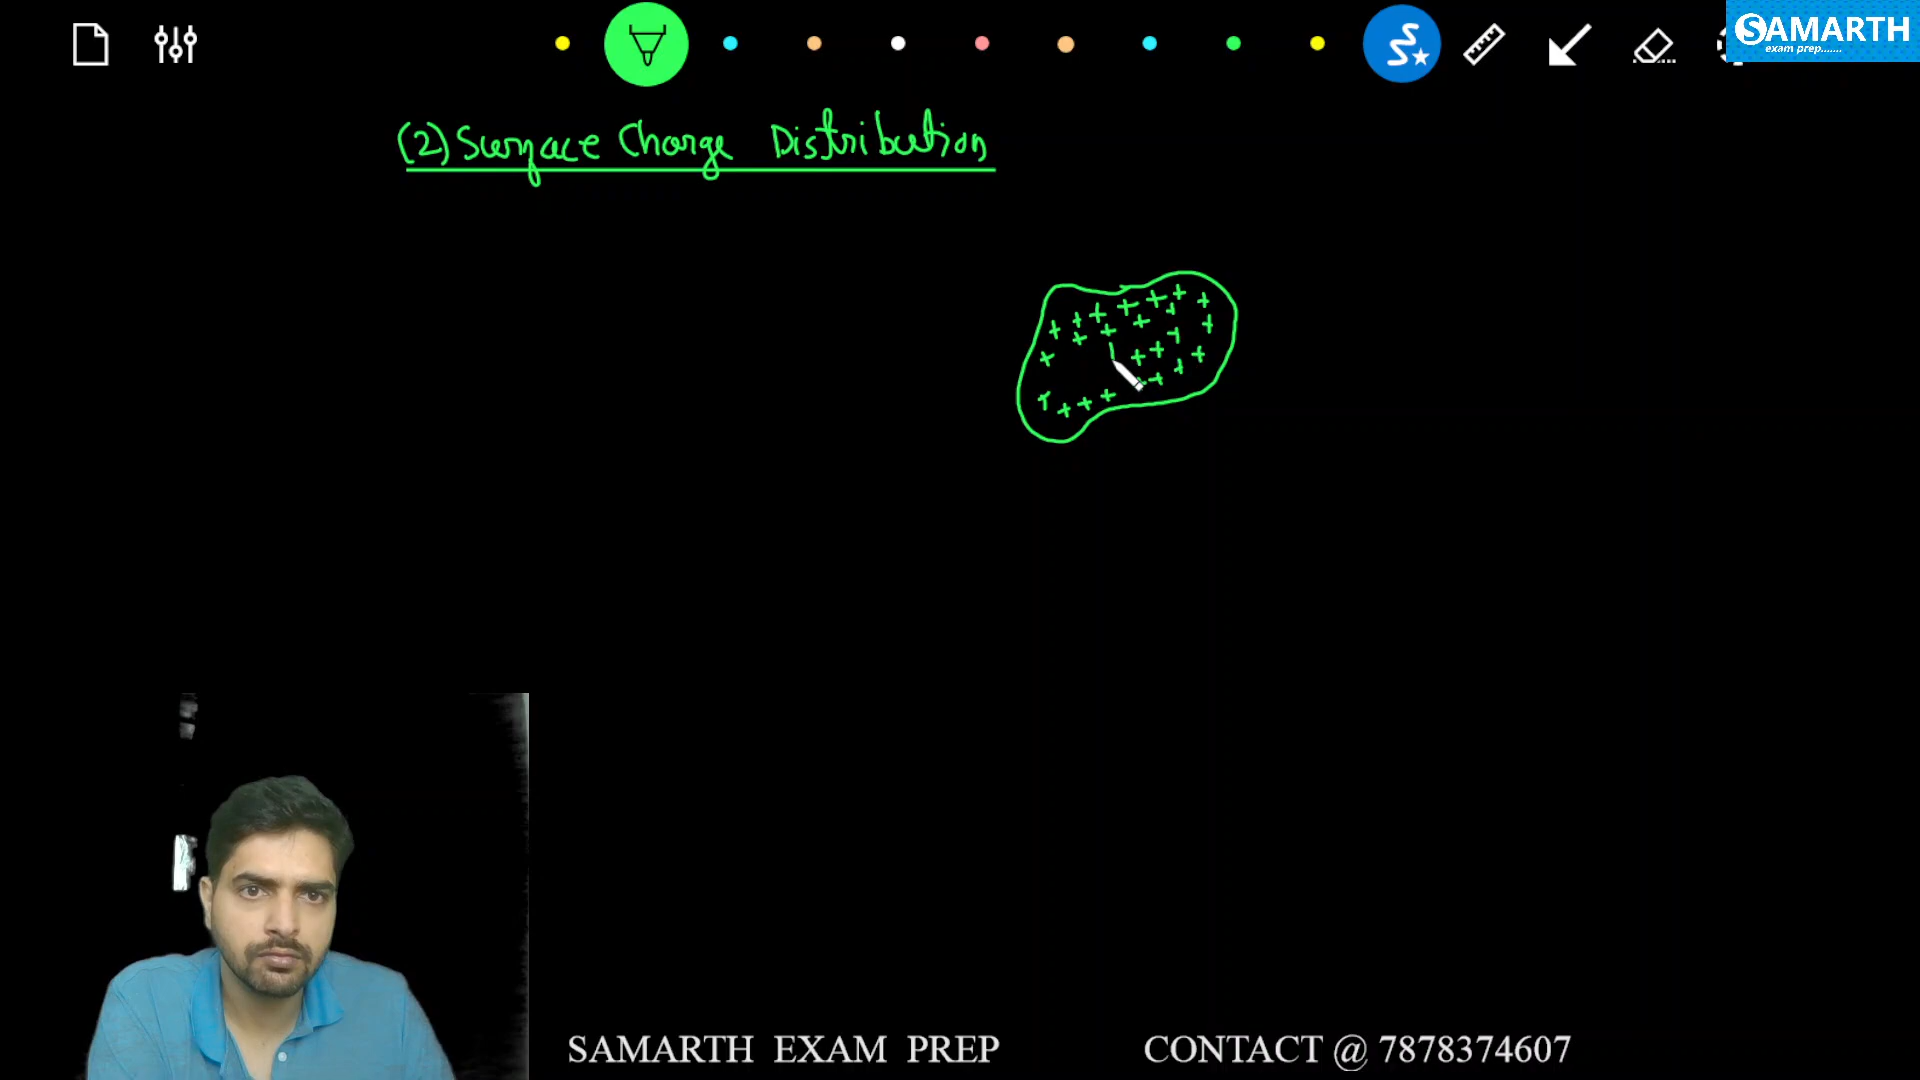 SAMARTH
exam prep.......
(2) Surface Charge Distribution
SAMARTH EXAM PREP
CONTACT @ 7878374607